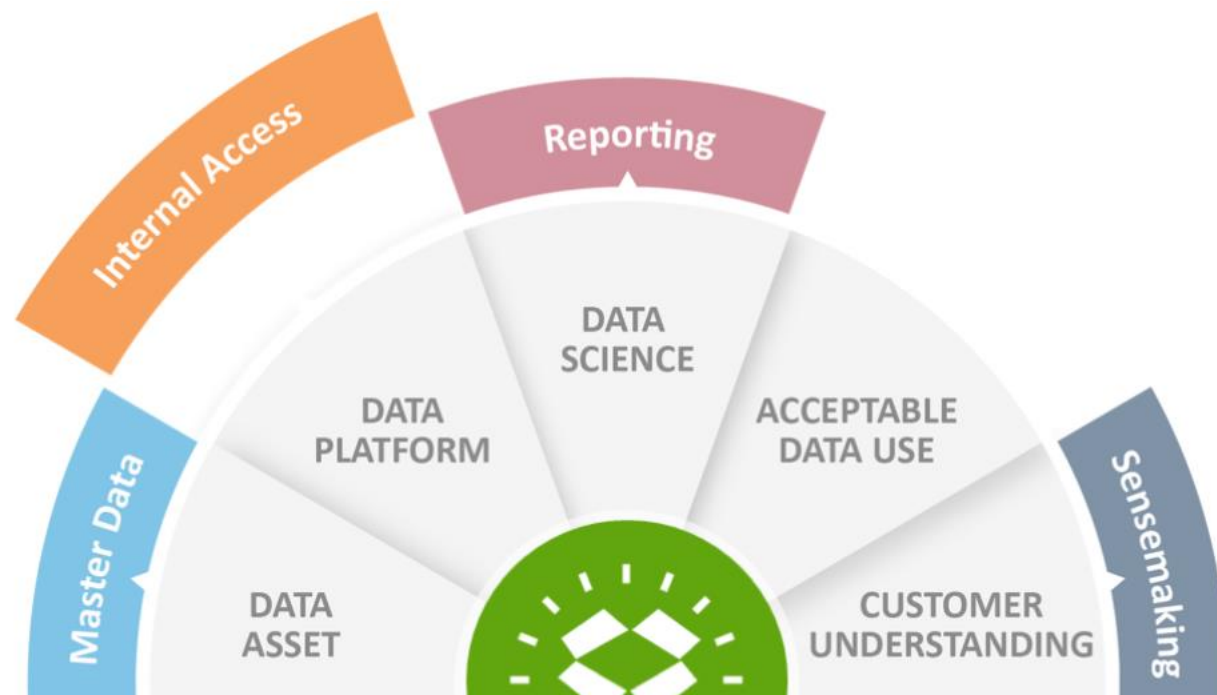 Internal Access
Reporting
Master Data
Sensemaking
DATA
SCIENCE
DATA
PLATFORM
ACCEPTABLE
DATA USE
DATA
ASSET
CUSTOMER
UNDERSTANDING